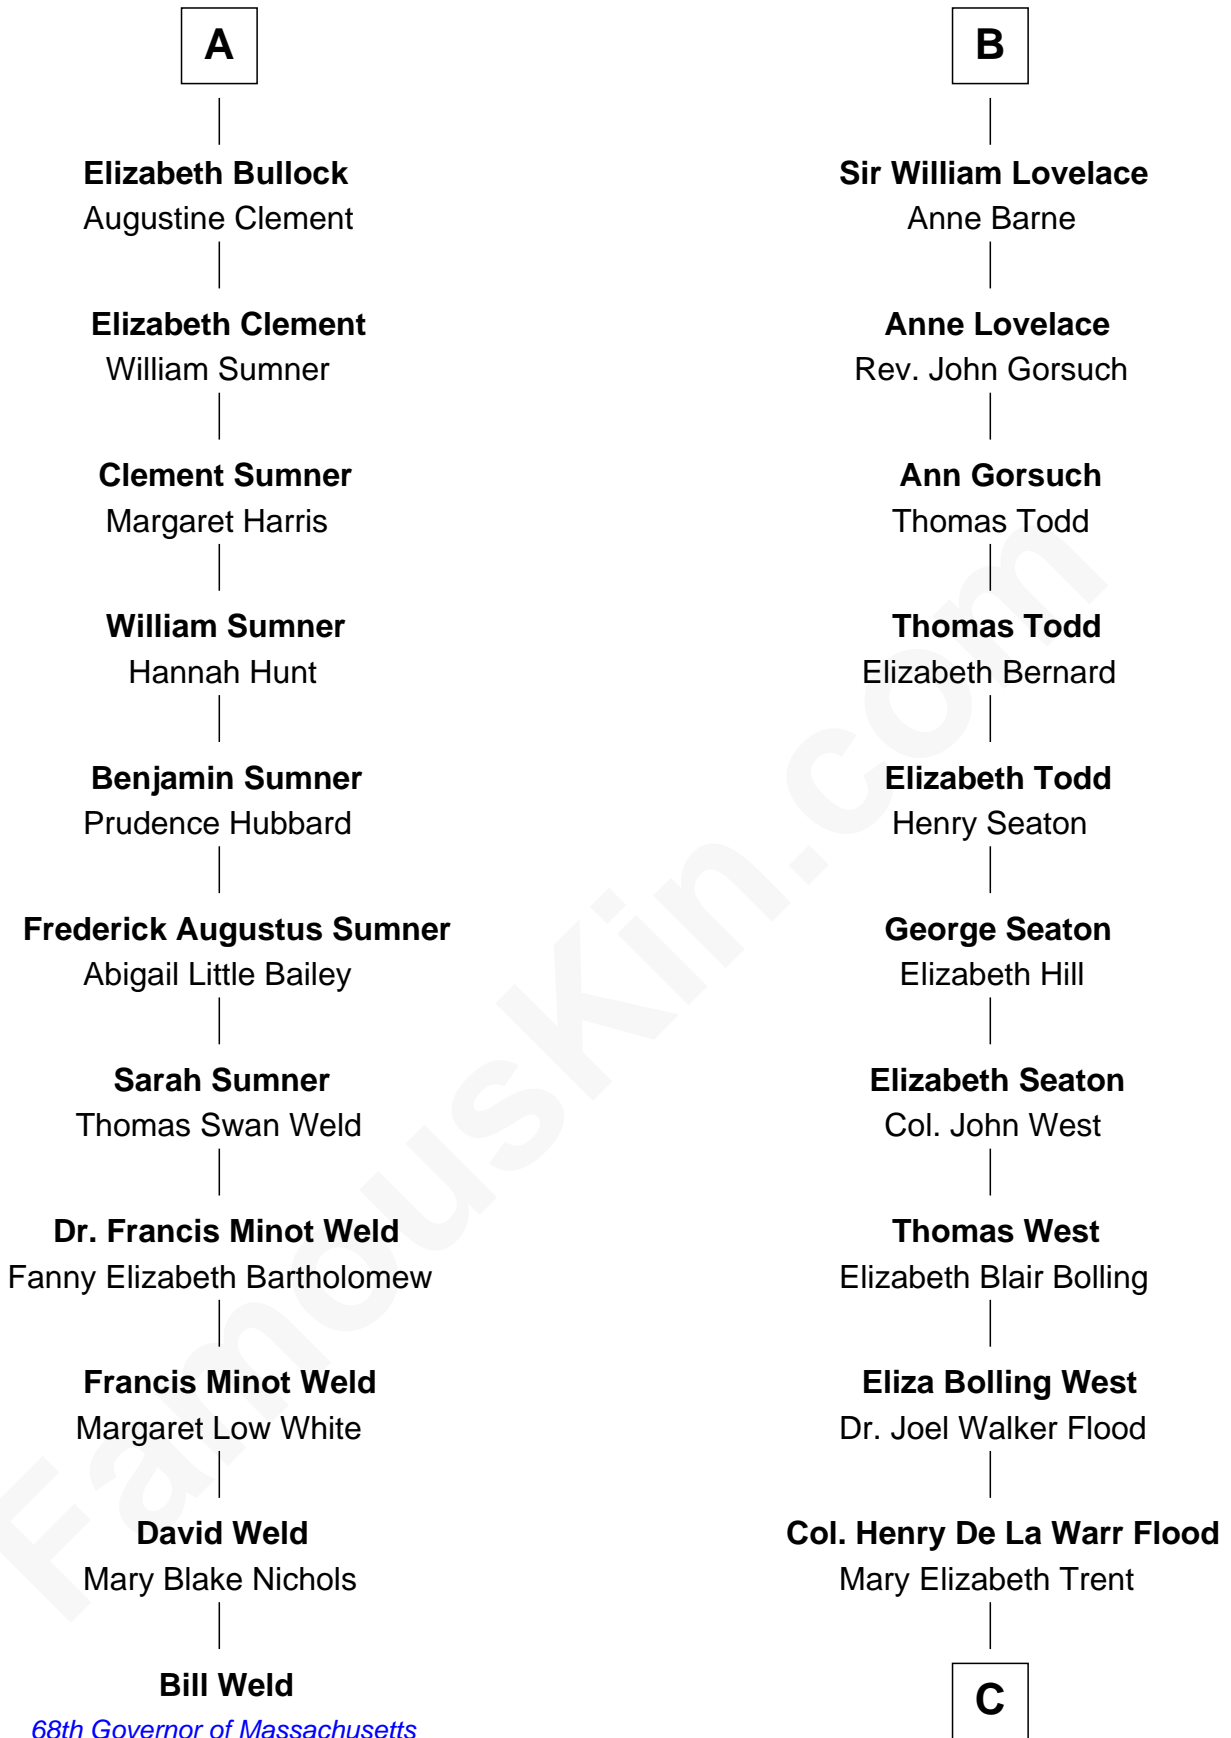 A
Elizabeth Bullock
Augustine Clement
Elizabeth Clement
William Sumner
Clement Sumner
Margaret Harris
William Sumner
Hannah Hunt
Benjamin Sumner
Prudence Hubbard
Frederick Augustus Sumner
Abigail Little Bailey
Sarah Sumner
Thomas Swan Weld
Dr. Francis Minot Weld
Fanny Elizabeth Bartholomew
Francis Minot Weld
Margaret Low White
David Weld
Mary Blake Nichols
Bill Weld
68th Governor of Massachusetts
B
Sir William Lovelace
Anne Barne
Anne Lovelace
Rev. John Gorsuch
Ann Gorsuch
Thomas Todd
Thomas Todd
Elizabeth Bernard
Elizabeth Todd
Henry Seaton
George Seaton
Elizabeth Hill
Elizabeth Seaton
Col. John West
Thomas West
Elizabeth Blair Bolling
Eliza Bolling West
Dr. Joel Walker Flood
Col. Henry De La Warr Flood
Mary Elizabeth Trent
C
FamousKin.com